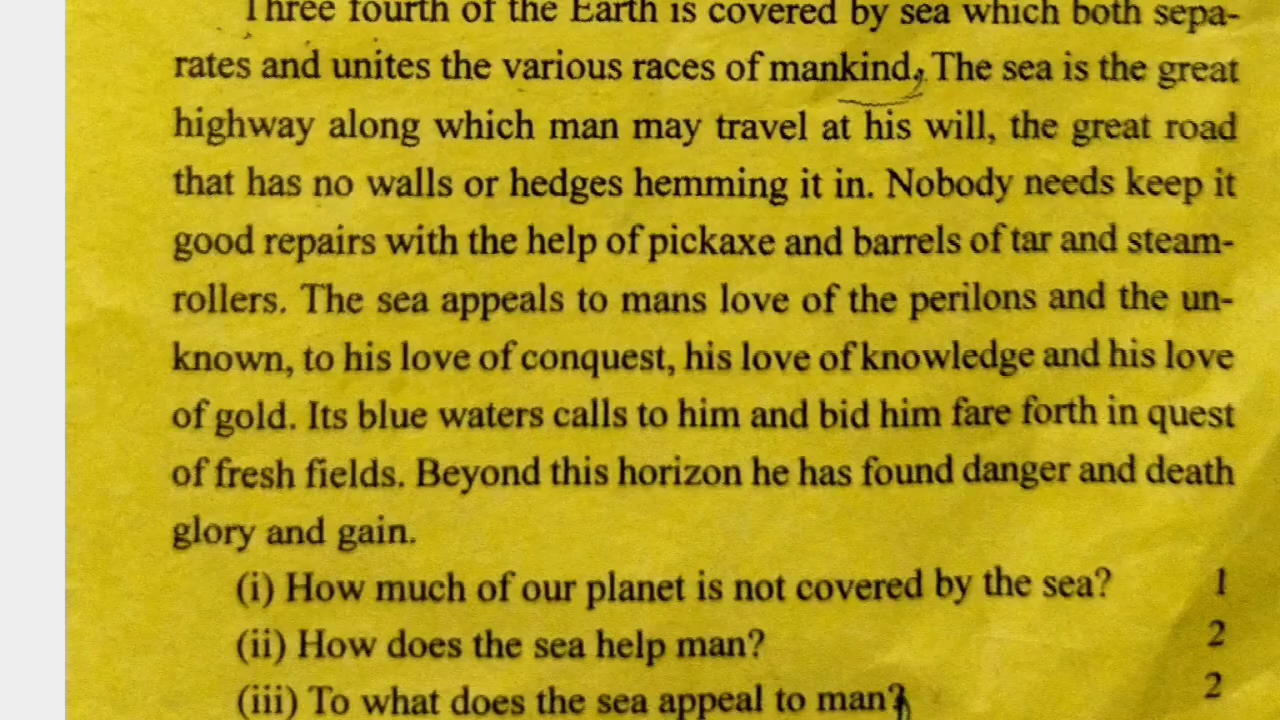 Three fourth of the Earth is covered by sea which both sepa-
rates and unites the various races of mankind, The sea is the great
highway along which man may travel at his will, the great road
that has no walls or hedges hemming it in. Nobody needs keep it
good repairs with the help of pickaxe and barrels of tar and steam-
rollers. The sea appeals to mans love of the perilons and the un-
known, to his love of conquest, his love of knowledge and his love
of gold. Its blue waters calls to him and bid him fare forth in quest
of fresh fields. Beyond this horizon he has found danger and death
glory and gain.
(i) How much of our planet is not covered by the sea? 1
(ii) How does the sea help man? 2
(iii) To what does the sea appeal to man? 2